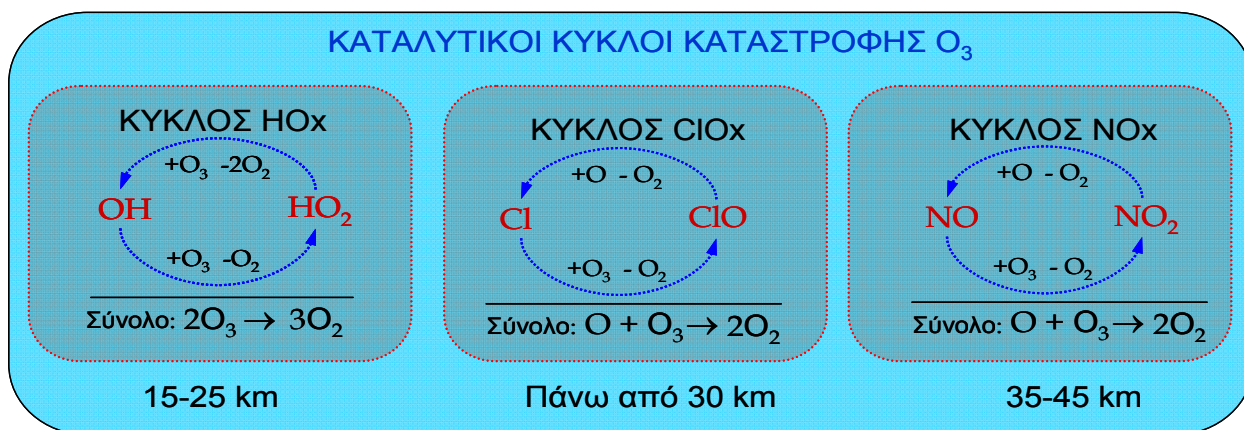 ΚΑΤΑΛΥΤΙΚΟΙ ΚΥΚΛΟΙ ΚΑΤΑΣΤΡΟΦΗΣ O₃
ΚΥΚΛΟΣ HOx
+O₃ -2O₂
OH HO₂
+O₃ -O₂
Σύνολο: 2O₃ → 3O₂
15-25 km
ΚΥΚΛΟΣ ClOx
+O - O₂
Cl ClO
+O₃ - O₂
Σύνολο: O + O₃ → 2O₂
Πάνω από 30 km
ΚΥΚΛΟΣ NOx
+O - O₂
NO NO₂
+O₃ - O₂
Σύνολο: O + O₃ → 2O₂
35-45 km